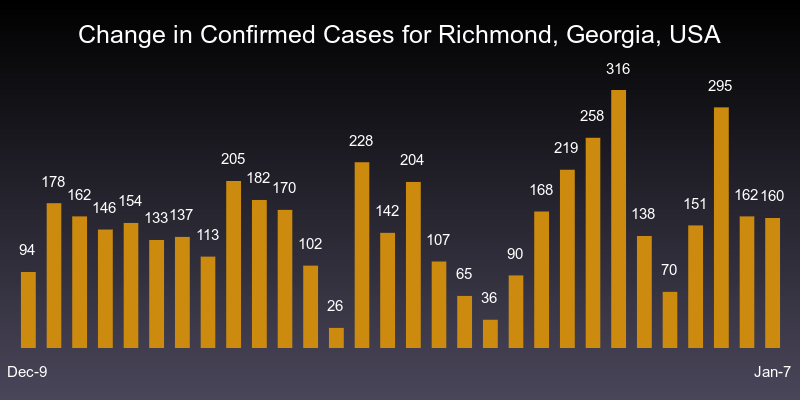 Change in Confirmed Cases for Richmond, Georgia, USA
94 178 162 146 154 133 137 113 205 182 170 102 26 228 142 204 107 65 36 90 168 219 258 316 138 70 151 295 162 160
Dec-9 Jan-7